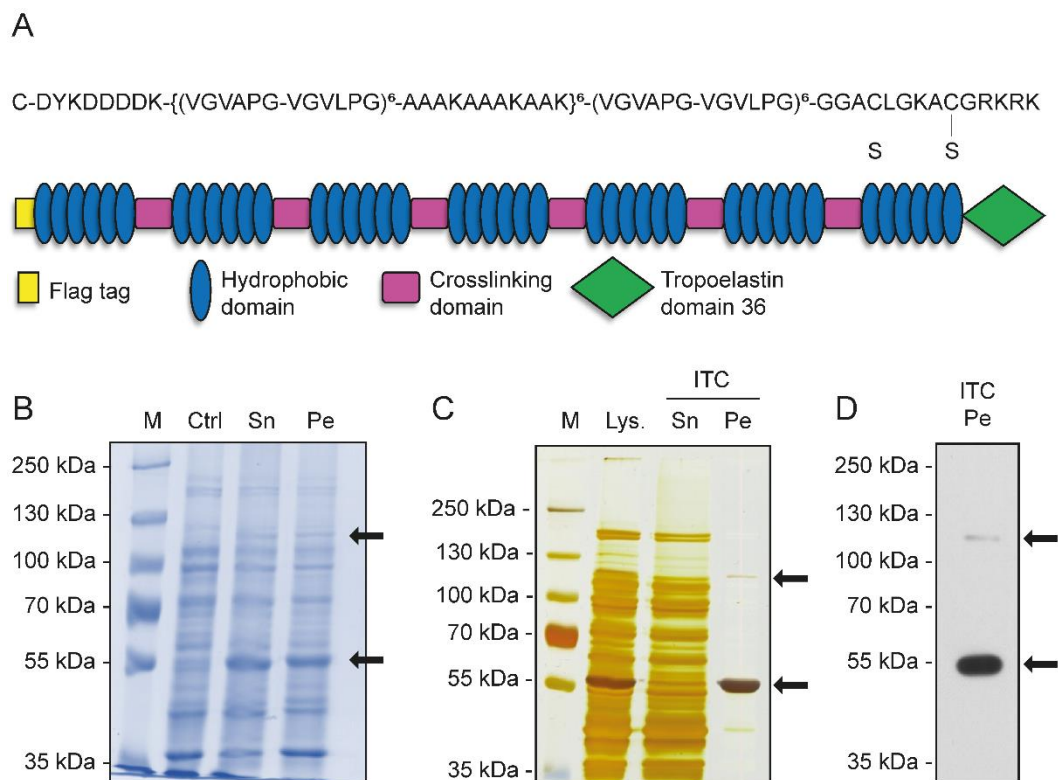 A
C-DYKDDDDK-{(VGVAPG-VGVLPG)⁶-AAAKAAAKAAK}⁶-(VGVAPG-VGVLPG)⁶-GGACLGKACGRKRK
S S
Flag tag
Hydrophobic
domain
Crosslinking
domain
Tropoelastin
domain 36
B
M Ctrl Sn Pe
250 kDa -
130 kDa -
100 kDa -
70 kDa -
55 kDa -
35 kDa -
C
ITC
M Lys. Sn Pe
250 kDa -
130 kDa -
100 kDa -
70 kDa -
55 kDa -
35 kDa -
D
ITC
Pe
250 kDa -
130 kDa -
100 kDa -
70 kDa -
55 kDa -
35 kDa -